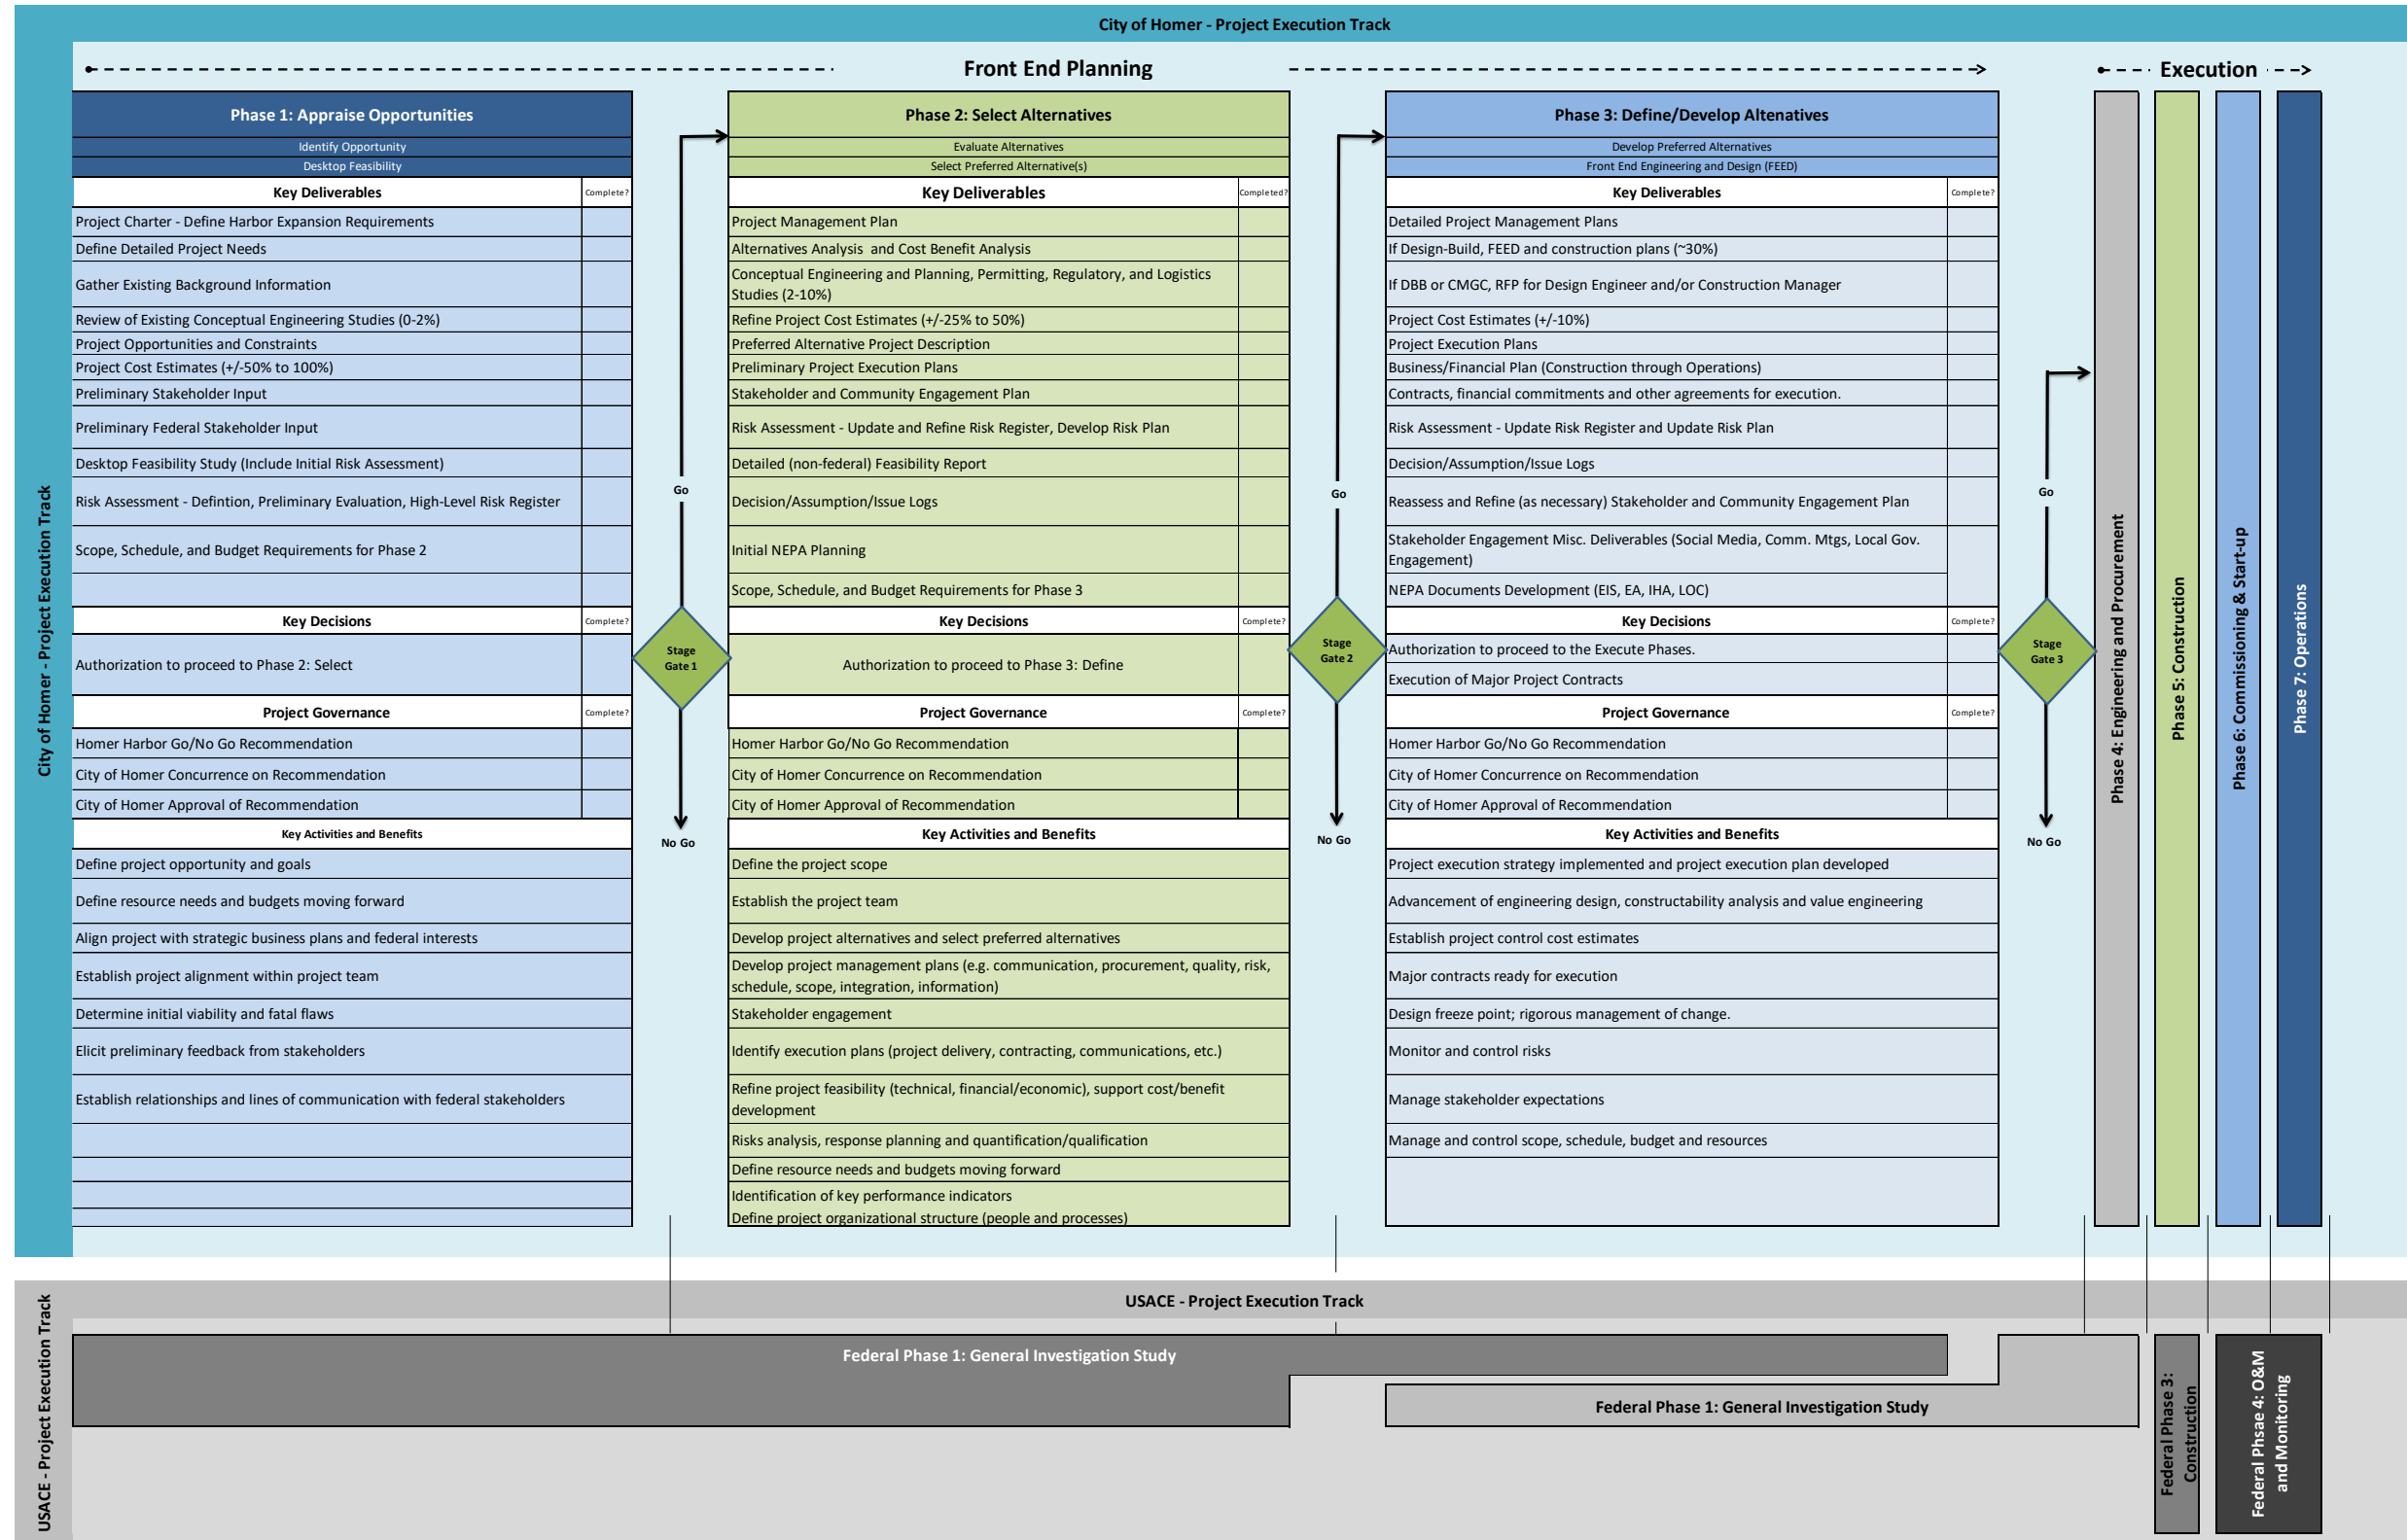 City of Homer - Project Execution Track
Front End Planning
Execution
City of Homer - Project Execution Track
Phase 1: Appraise Opportunities
Identify Opportunity
Desktop Feasibility
Key Deliverables
Complete?
Project Charter - Define Harbor Expansion Requirements
Define Detailed Project Needs
Gather Existing Background Information
Review of Existing Conceptual Engineering Studies (0-2%)
Project Opportunities and Constraints
Project Cost Estimates (+/-50% to 100%)
Preliminary Stakeholder Input
Preliminary Federal Stakeholder Input
Desktop Feasibility Study (Include Initial Risk Assessment)
Risk Assessment - Defintion, Preliminary Evaluation, High-Level Risk Register
Scope, Schedule, and Budget Requirements for Phase 2
Key Decisions
Complete?
Authorization to proceed to Phase 2: Select
Project Governance
Complete?
Homer Harbor Go/No Go Recommendation
City of Homer Concurrence on Recommendation
City of Homer Approval of Recommendation
Key Activities and Benefits
Define project opportunity and goals
Define resource needs and budgets moving forward
Align project with strategic business plans and federal interests
Establish project alignment within project team
Determine initial viability and fatal flaws
Elicit preliminary feedback from stakeholders
Establish relationships and lines of communication with federal stakeholders
Go
Stage
Gate 1
No Go
Phase 2: Select Alternatives
Evaluate Alternatives
Select Preferred Alternative(s)
Key Deliverables
Completed?
Project Management Plan
Alternatives Analysis and Cost Benefit Analysis
Conceptual Engineering and Planning, Permitting, Regulatory, and Logistics
Studies (2-10%)
Refine Project Cost Estimates (+/-25% to 50%)
Preferred Alternative Project Description
Preliminary Project Execution Plans
Stakeholder and Community Engagement Plan
Risk Assessment - Update and Refine Risk Register, Develop Risk Plan
Detailed (non-federal) Feasibility Report
Decision/Assumption/Issue Logs
Initial NEPA Planning
Scope, Schedule, and Budget Requirements for Phase 3
Key Decisions
Complete?
Authorization to proceed to Phase 3: Define
Project Governance
Complete?
Homer Harbor Go/No Go Recommendation
City of Homer Concurrence on Recommendation
City of Homer Approval of Recommendation
Key Activities and Benefits
Define the project scope
Establish the project team
Develop project alternatives and select preferred alternatives
Develop project management plans (e.g. communication, procurement, quality, risk,
schedule, scope, integration, information)
Stakeholder engagement
Identify execution plans (project delivery, contracting, communications, etc.)
Refine project feasibility (technical, financial/economic), support cost/benefit
development
Risks analysis, response planning and quantification/qualification
Define resource needs and budgets moving forward
Identification of key performance indicators
Define project organizational structure (people and processes)
Go
Stage
Gate 2
No Go
Phase 3: Define/Develop Altenatives
Develop Preferred Alternatives
Front End Engineering and Design (FEED)
Key Deliverables
Complete?
Detailed Project Management Plans
If Design-Build, FEED and construction plans (~30%)
If DBB or CMGC, RFP for Design Engineer and/or Construction Manager
Project Cost Estimates (+/-10%)
Project Execution Plans
Business/Financial Plan (Construction through Operations)
Contracts, financial commitments and other agreements for execution.
Risk Assessment - Update Risk Register and Update Risk Plan
Decision/Assumption/Issue Logs
Reassess and Refine (as necessary) Stakeholder and Community Engagement Plan
Stakeholder Engagement Misc. Deliverables (Social Media, Comm. Mtgs, Local Gov.
Engagement)
NEPA Documents Development (EIS, EA, IHA, LOC)
Key Decisions
Complete?
Authorization to proceed to the Execute Phases.
Execution of Major Project Contracts
Project Governance
Complete?
Homer Harbor Go/No Go Recommendation
City of Homer Concurrence on Recommendation
City of Homer Approval of Recommendation
Key Activities and Benefits
Project execution strategy implemented and project execution plan developed
Advancement of engineering design, constructability analysis and value engineering
Establish project control cost estimates
Major contracts ready for execution
Design freeze point; rigorous management of change.
Monitor and control risks
Manage stakeholder expectations
Manage and control scope, schedule, budget and resources
Go
Stage
Gate 3
No Go
Phase 4: Engineering and Procurement
Phase 5: Construction
Phase 6: Commissioning & Start-up
Phase 7: Operations
USACE - Project Execution Track
USACE - Project Execution Track
Federal Phase 1: General Investigation Study
Federal Phase 1: General Investigation Study
Federal Phase 3:
Construction
Federal Phsae 4: O&M
and Monitoring